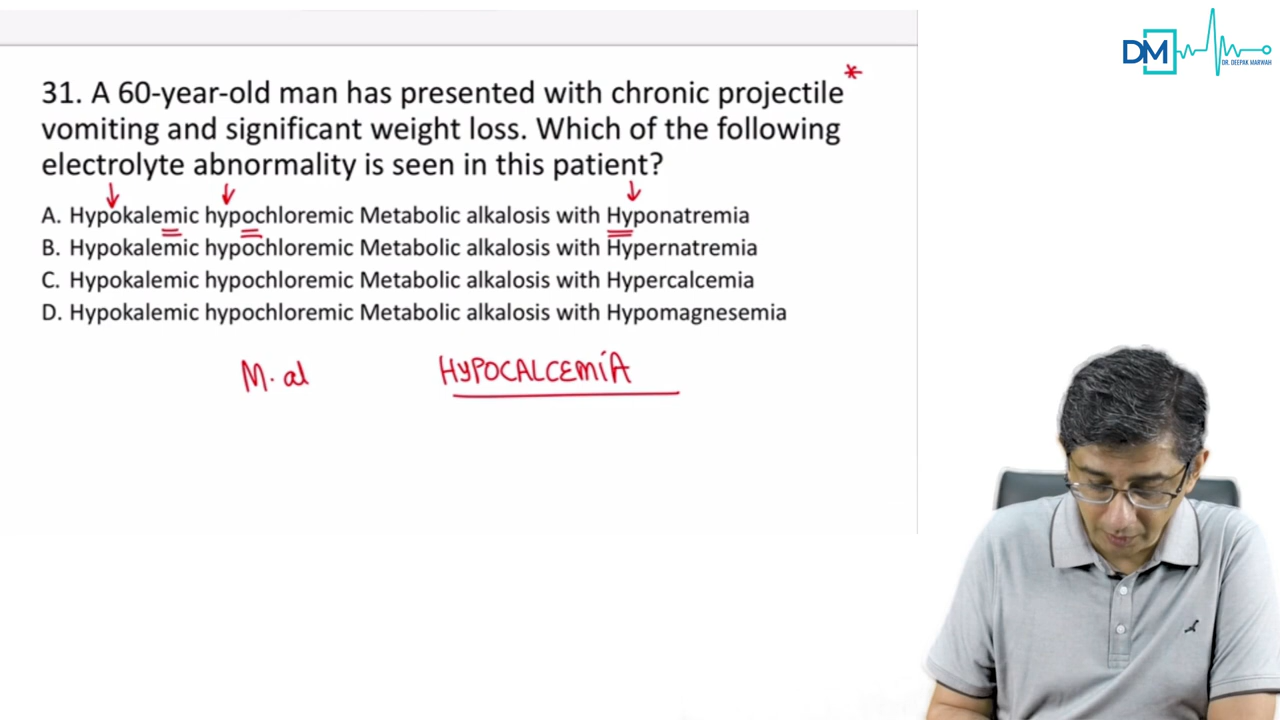 DM
DR. DEEPAK MARWAH
31. A 60-year-old man has presented with chronic projectile *
vomiting and significant weight loss. Which of the following
electrolyte abnormality is seen in this patient?
A. Hypokalemic hypochloremic Metabolic alkalosis with Hyponatremia
B. Hypokalemic hypochloremic Metabolic alkalosis with Hypernatremia
C. Hypokalemic hypochloremic Metabolic alkalosis with Hypercalcemia
D. Hypokalemic hypochloremic Metabolic alkalosis with Hypomagnesemia
M. al HYPOCALCEMIA